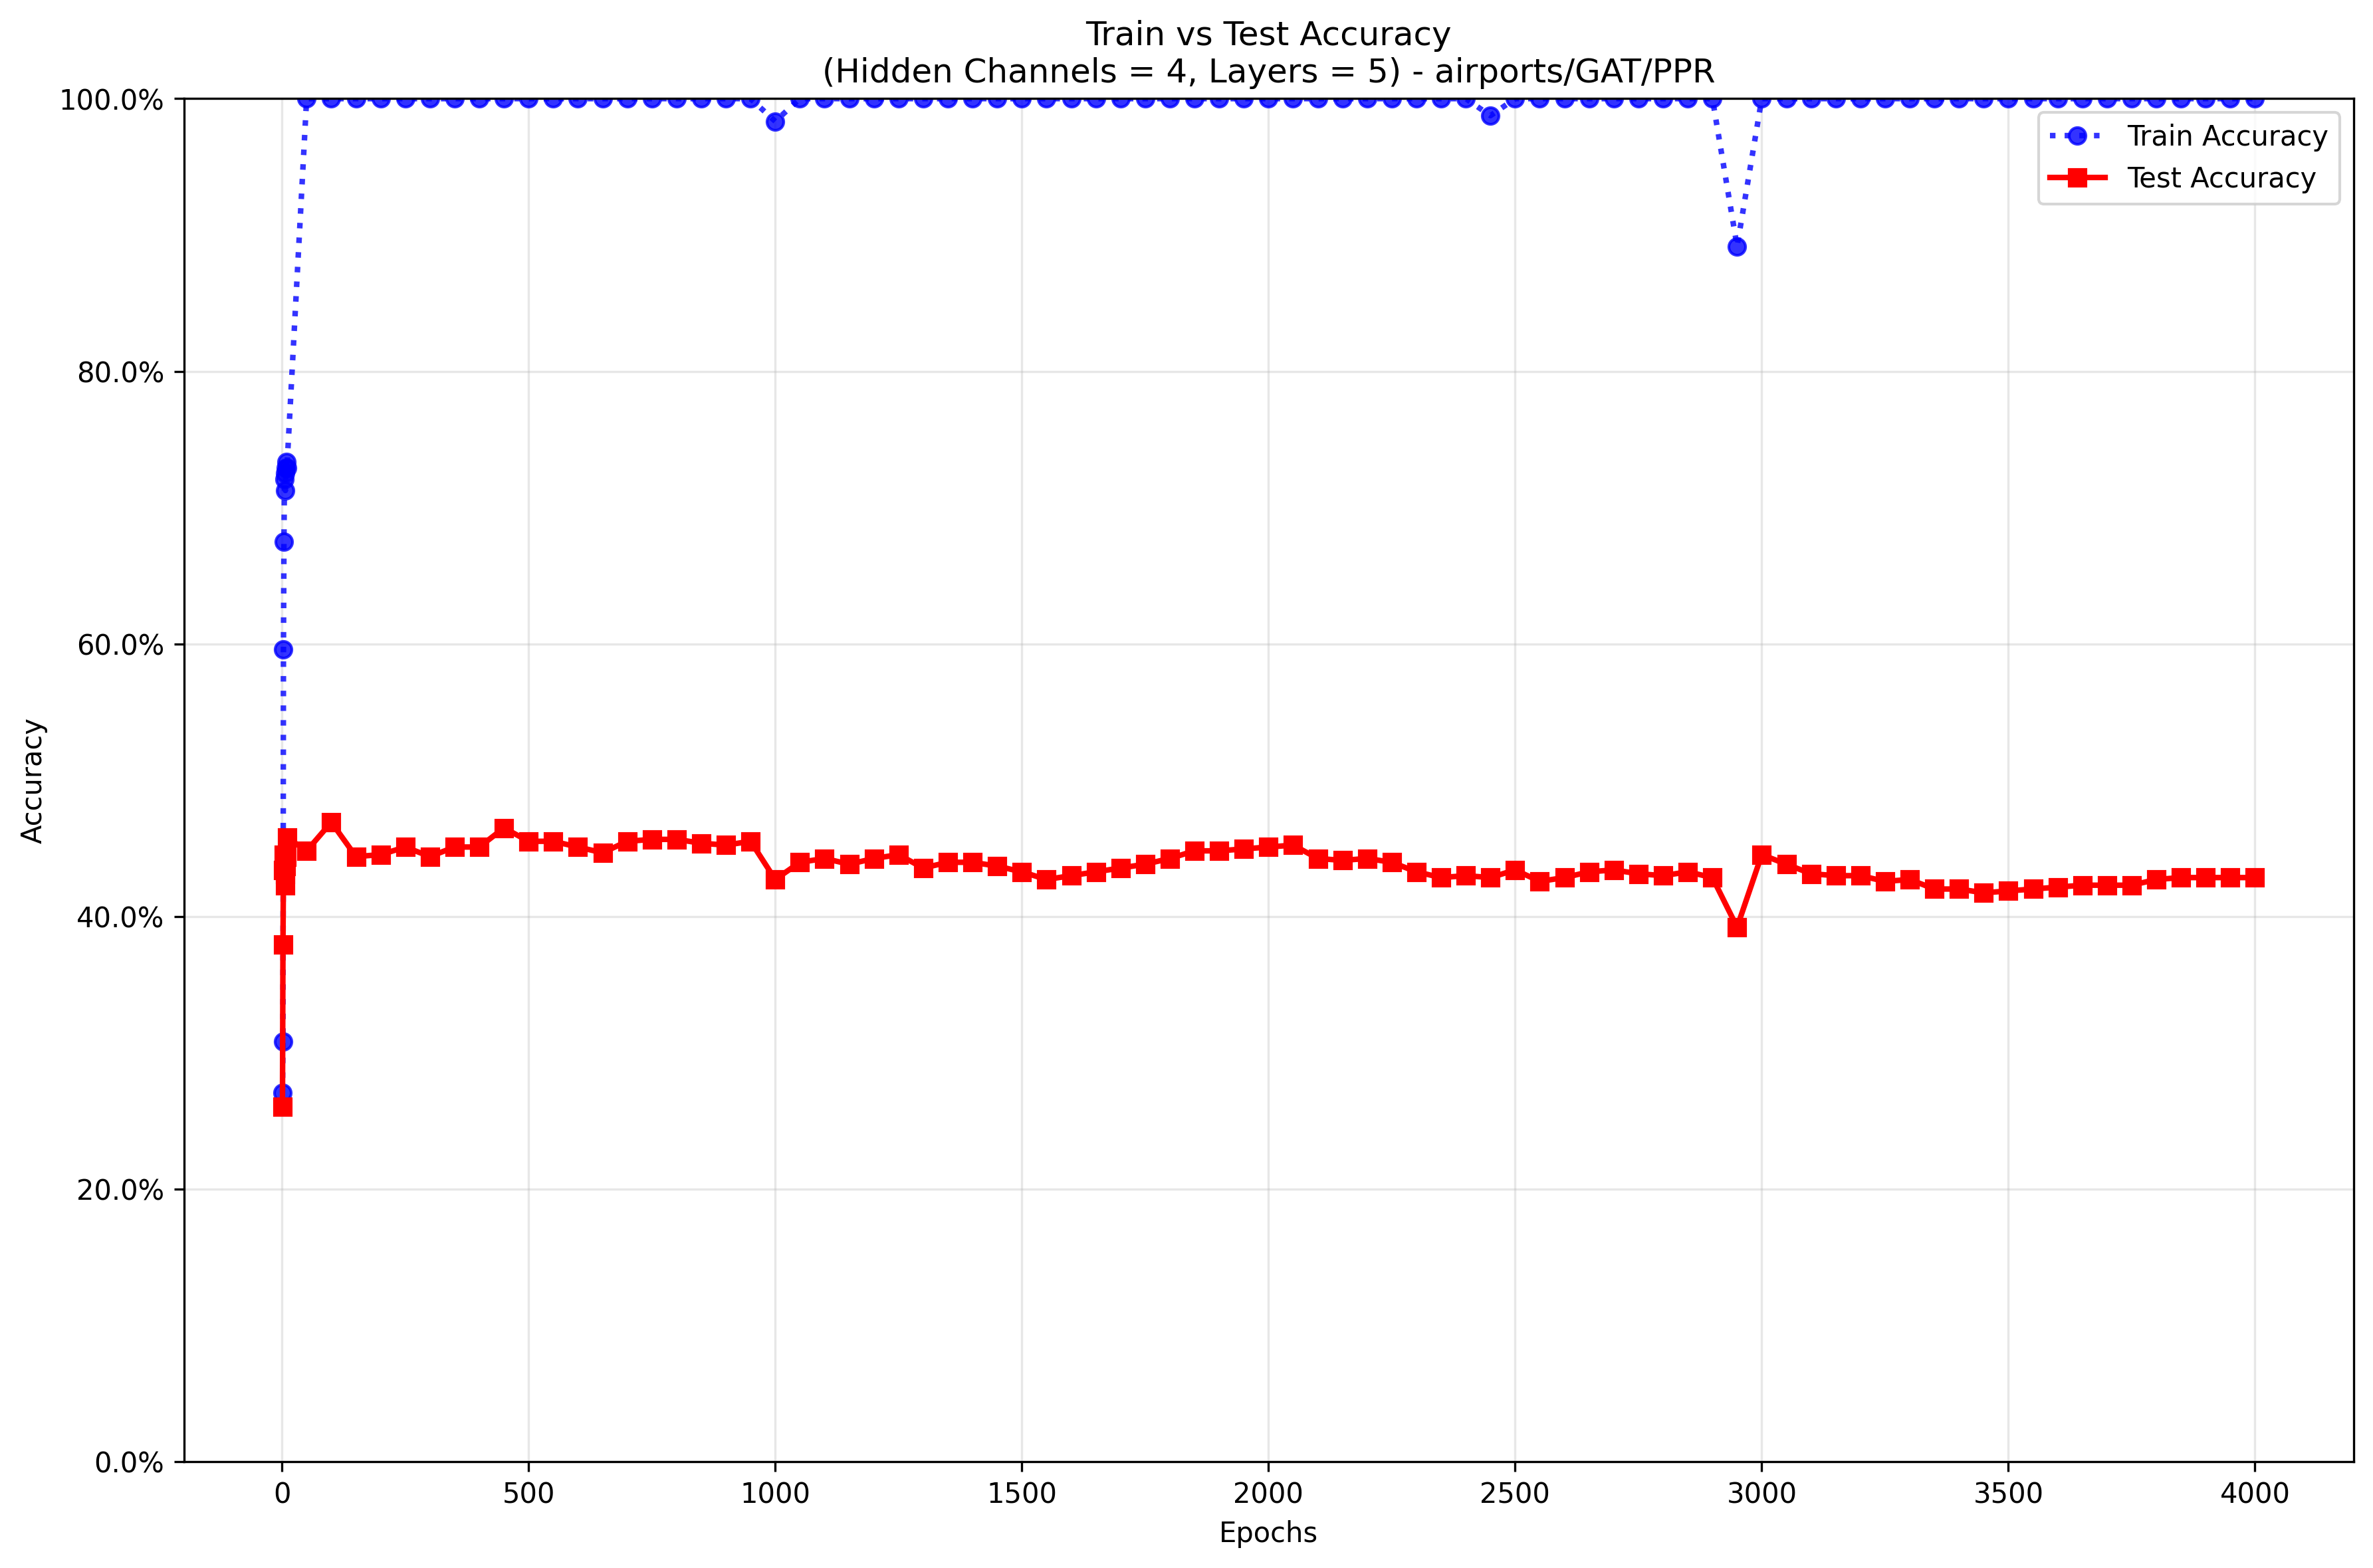 Train vs Test Accuracy
(Hidden Channels = 4, Layers = 5) - airports/GAT/PPR
100.0%
80.0%
60.0%
40.0%
20.0%
0.0%
Accuracy
Train Accuracy
Test Accuracy
0
500
1000
1500
2000
2500
3000
3500
4000
Epochs